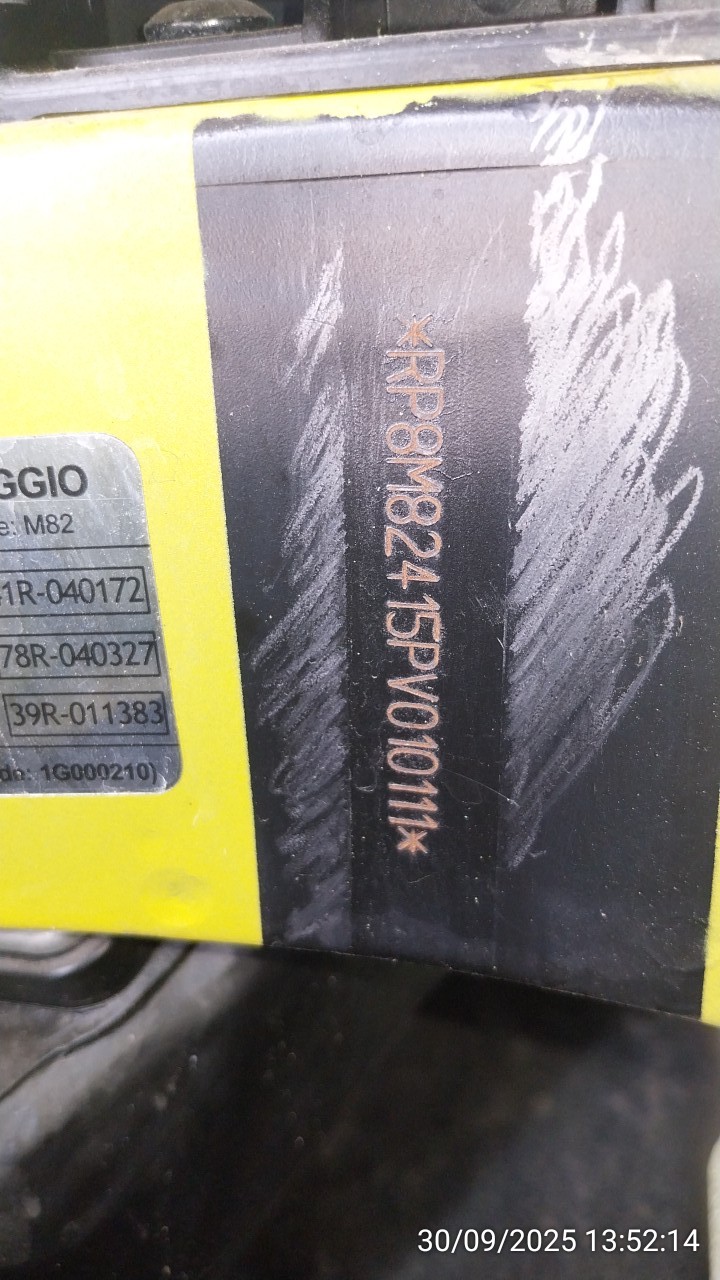 GGIO
e: M82
1R-040172
78R-040327
39R-011383
de: 1G000210)
*RP8M82415PV010111*
30/09/2025 13:52:14